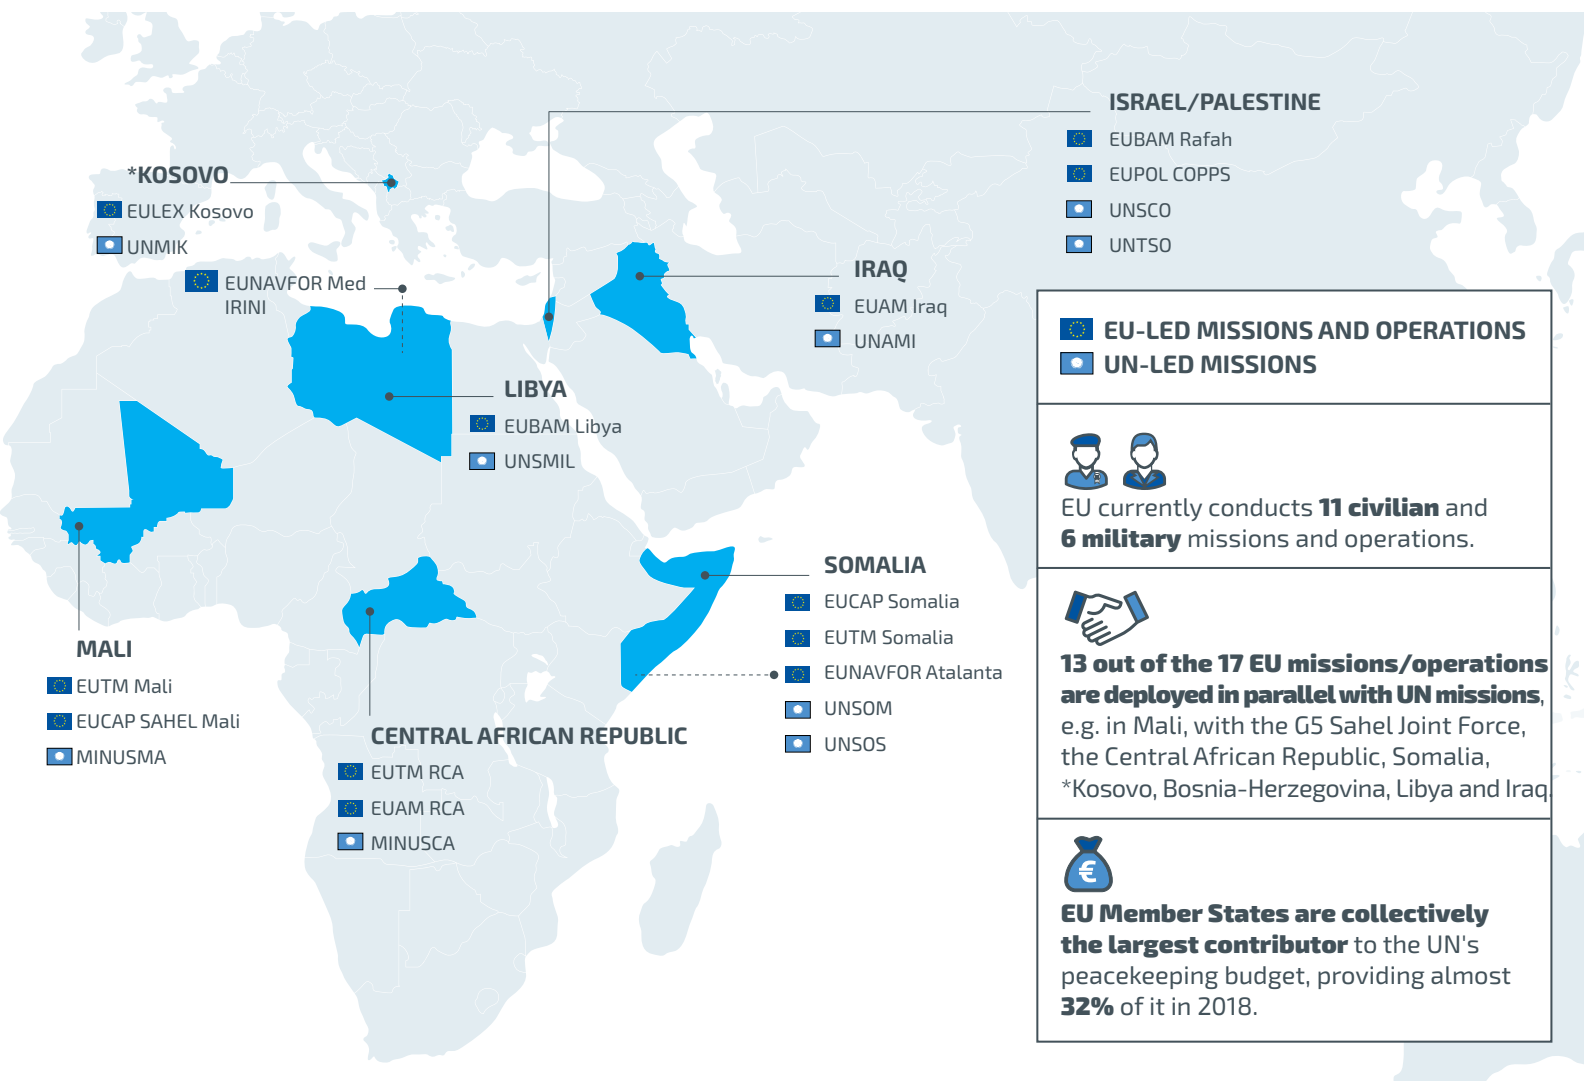 *KOSOVO
EULEX Kosovo
UNMIK
EUNAVFOR Med
IRINI
LIBYA
EUBAM Libya
UNSMIL
ISRAEL/PALESTINE
EUBAM Rafah
EUPOL COPPS
UNSCO
UNTSO
IRAQ
EUAM Iraq
UNAMI
MALI
EUTM Mali
EUCAP SAHEL Mali
MINUSMA
CENTRAL AFRICAN REPUBLIC
EUTM RCA
EUAM RCA
MINUSCA
SOMALIA
EUCAP Somalia
EUTM Somalia
EUNAVFOR Atalanta
UNSOM
UNSOS
EU-LED MISSIONS AND OPERATIONS
UN-LED MISSIONS
EU currently conducts 11 civilian and
6 military missions and operations.
13 out of the 17 EU missions/operations
are deployed in parallel with UN missions,
e.g. in Mali, with the G5 Sahel Joint Force,
the Central African Republic, Somalia,
*Kosovo, Bosnia-Herzegovina, Libya and Iraq.
€
EU Member States are collectively
the largest contributor to the UN's
peacekeeping budget, providing almost
32% of it in 2018.